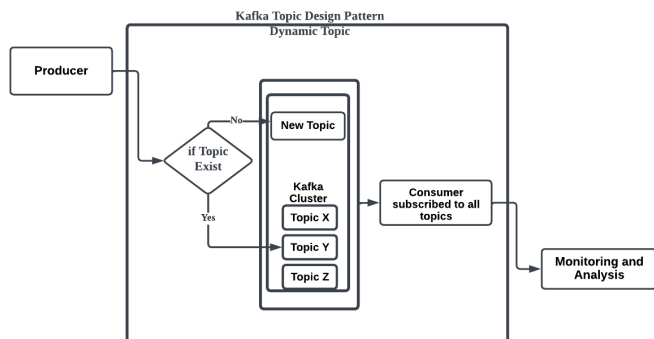 Kafka Topic Design Pattern
Dynamic Topic
Producer
No
New Topic
if Topic
Exist
Kafka
Cluster
Consumer
subscribed to all
topics
Yes
Topic X
Topic Y
Topic Z
Monitoring and
Analysis